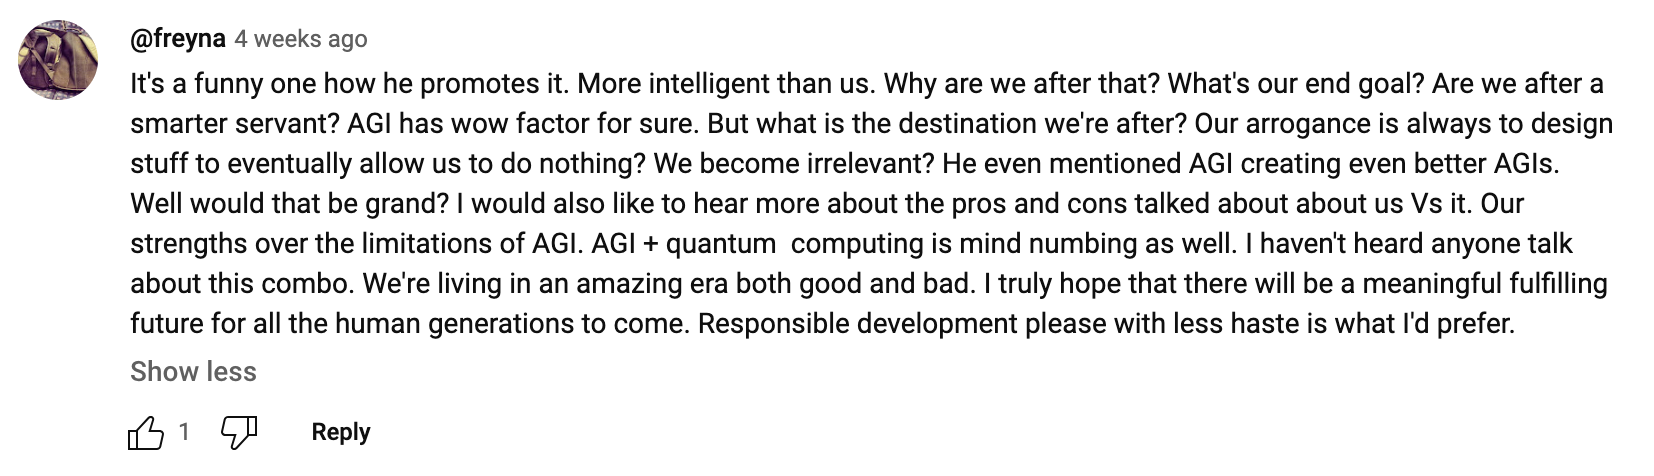 @freyna 4 weeks ago
It's a funny one how he promotes it. More intelligent than us. Why are we after that? What's our end goal? Are we after a
smarter servant? AGI has wow factor for sure. But what is the destination we're after? Our arrogance is always to design
stuff to eventually allow us to do nothing? We become irrelevant? He even mentioned AGI creating even better AGIs.
Well would that be grand? I would also like to hear more about the pros and cons talked about about us Vs it. Our
strengths over the limitations of AGI. AGI + quantum  computing is mind numbing as well. I haven't heard anyone talk
about this combo. We're living in an amazing era both good and bad. I truly hope that there will be a meaningful fulfilling
future for all the human generations to come. Responsible development please with less haste is what I'd prefer.
Show less
1 Reply